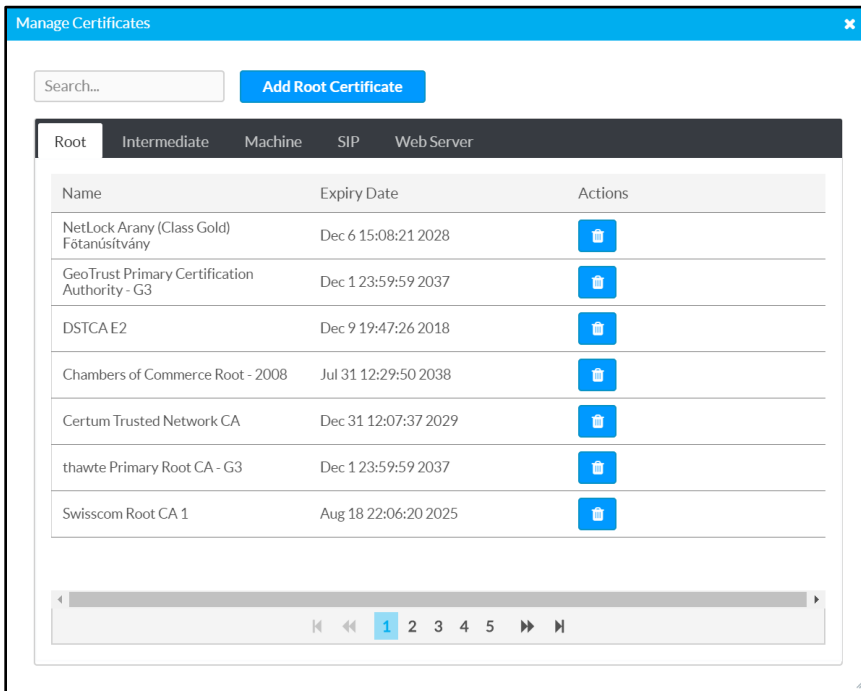 Manage Certificates
Search...
Add Root Certificate
Root Intermediate Machine SIP Web Server
Name Expiry Date Actions
NetLock Arany (Class Gold)
Főtanúsítvány Dec 6 15:08:21 2028
GeoTrust Primary Certification
Authority - G3 Dec 1 23:59:59 2037
DSTCA E2 Dec 9 19:47:26 2018
Chambers of Commerce Root - 2008 Jul 31 12:29:50 2038
Certum Trusted Network CA Dec 31 12:07:37 2029
thawte Primary Root CA - G3 Dec 1 23:59:59 2037
Swisscom Root CA 1 Aug 18 22:06:20 2025
1 2 3 4 5